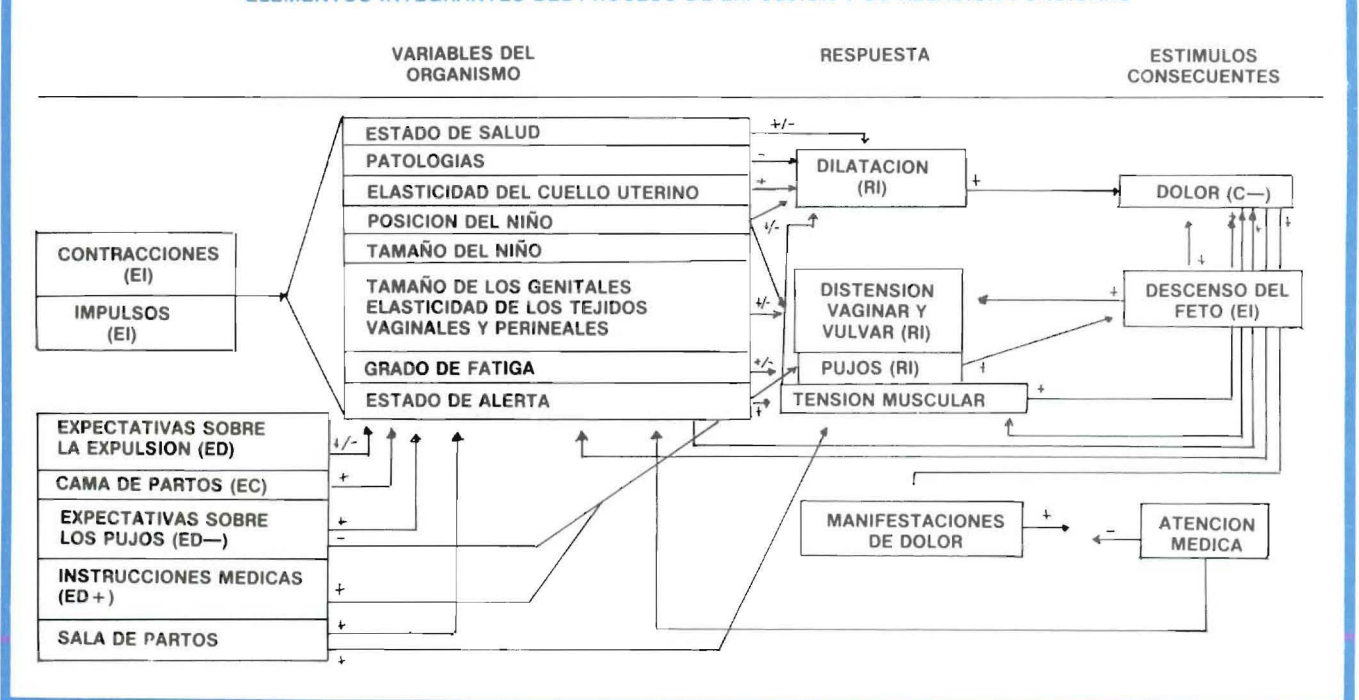 VARIABLES DEL
ORGANISMO
RESPUESTA
ESTIMULOS
CONSECUENTES
ESTADO DE SALUD
PATOLOGIAS
ELASTICIDAD DEL CUELLO UTERINO
POSICION DEL NIÑO
TAMAÑO DEL NIÑO
TAMAÑO DE LOS GENITALES
ELASTICIDAD DE LOS TEJIDOS
VAGINALES Y PERINEALES
GRADO DE FATIGA
ESTADO DE ALERTA
CONTRACCIONES
(EI)
IMPULSOS
(EI)
+/-
-
+
+/-
+/-
+/-
+
DILATACION
(RI)
+
DOLOR (C—)
DISTENSION
VAGINAR Y
VULVAR (RI)
PUJOS (RI)
+
TENSION MUSCULAR
+
+
DESCENSO DEL
FETO (EI)
+
+
+
EXPECTATIVAS SOBRE
LA EXPULSION (ED)
+/-
CAMA DE PARTOS (EC)
+
EXPECTATIVAS SOBRE
LOS PUJOS (ED—)
+
-
INSTRUCCIONES MEDICAS
(ED+)
+
SALA DE PARTOS
+
+
MANIFESTACIONES
DE DOLOR
+
-
ATENCION
MEDICA